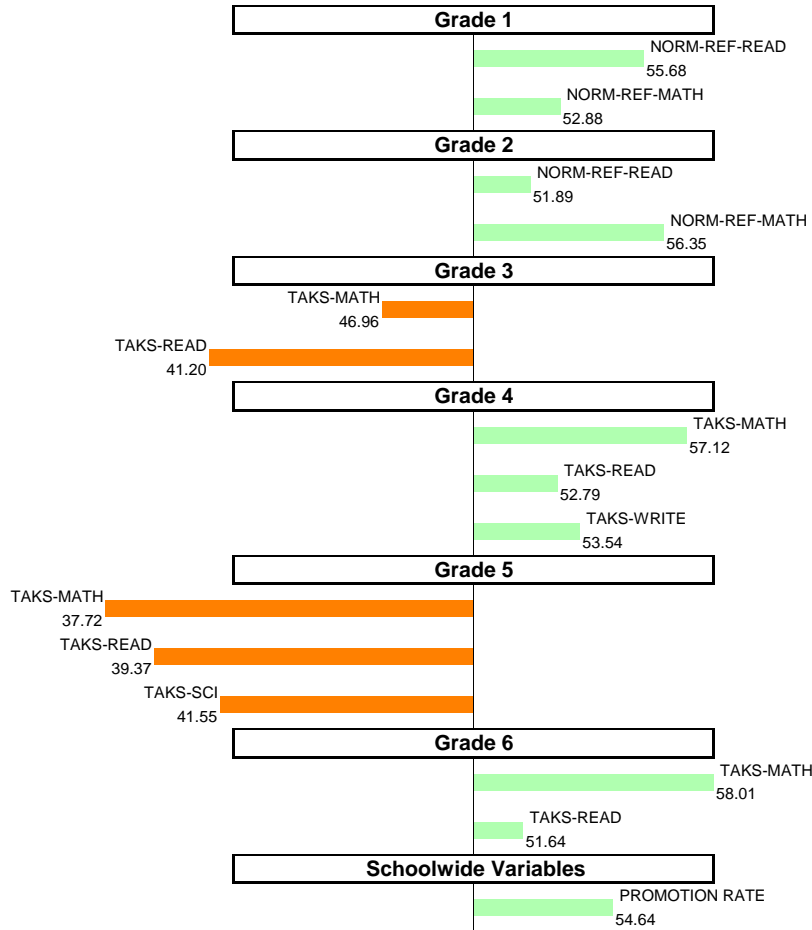 Grade 1
NORM-REF-READ
55.68
NORM-REF-MATH
52.88
Grade 2
NORM-REF-READ
51.89
NORM-REF-MATH
56.35
Grade 3
TAKS-MATH
46.96
TAKS-READ
41.20
Grade 4
TAKS-MATH
57.12
TAKS-READ
52.79
TAKS-WRITE
53.54
Grade 5
TAKS-MATH
37.72
TAKS-READ
39.37
TAKS-SCI
41.55
Grade 6
TAKS-MATH
58.01
TAKS-READ
51.64
Schoolwide Variables
PROMOTION RATE
54.64